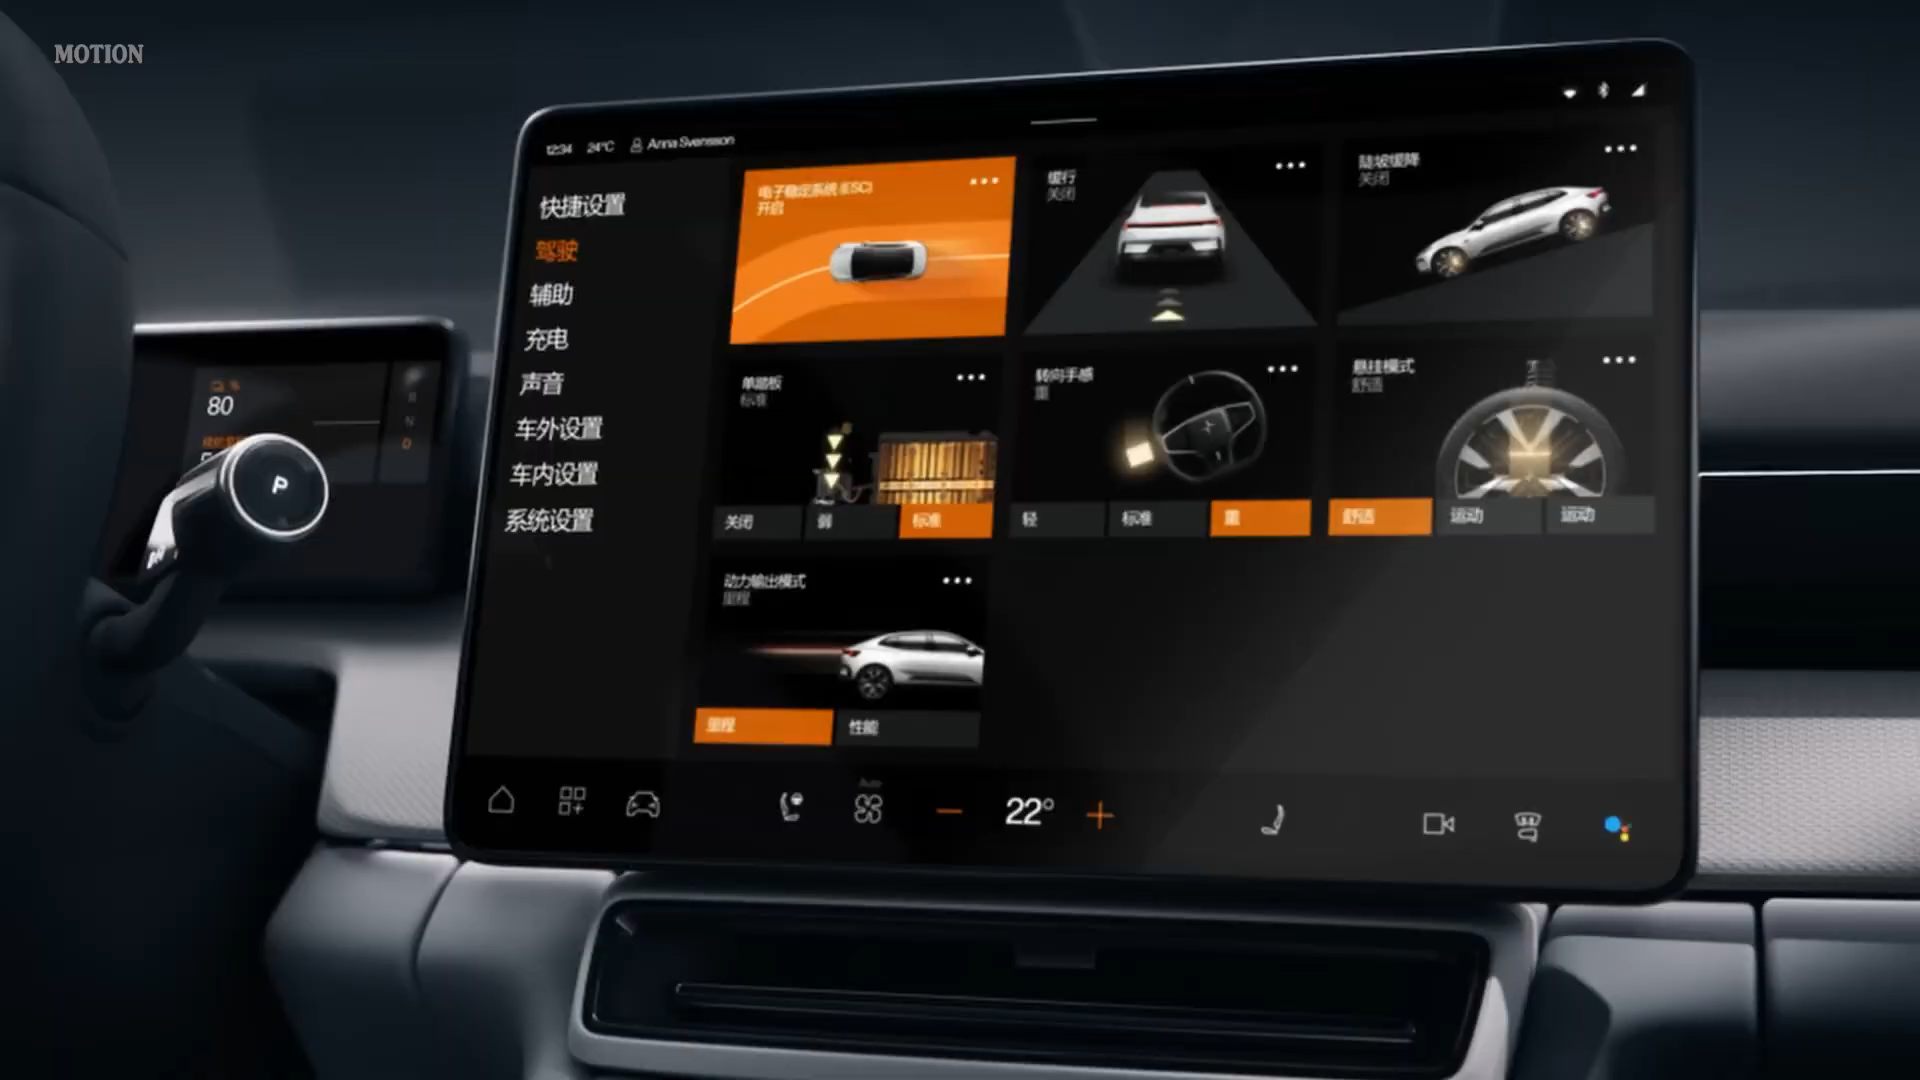 MOTION
12:34 24°C Anna Svensson
快捷设置
驾驶
辅助
充电
声音
车外设置
车内设置
系统设置
电子稳定系统 (ESC)
开启
缓行
关闭
陡坡缓降
关闭
单踏板
标准
关闭 弱 标准
转向手感
重
轻 标准 重
悬挂模式
舒适
舒适 运动 运动
动力输出模式
里程
里程 性能
Auto
22°
80
R
N
D
P